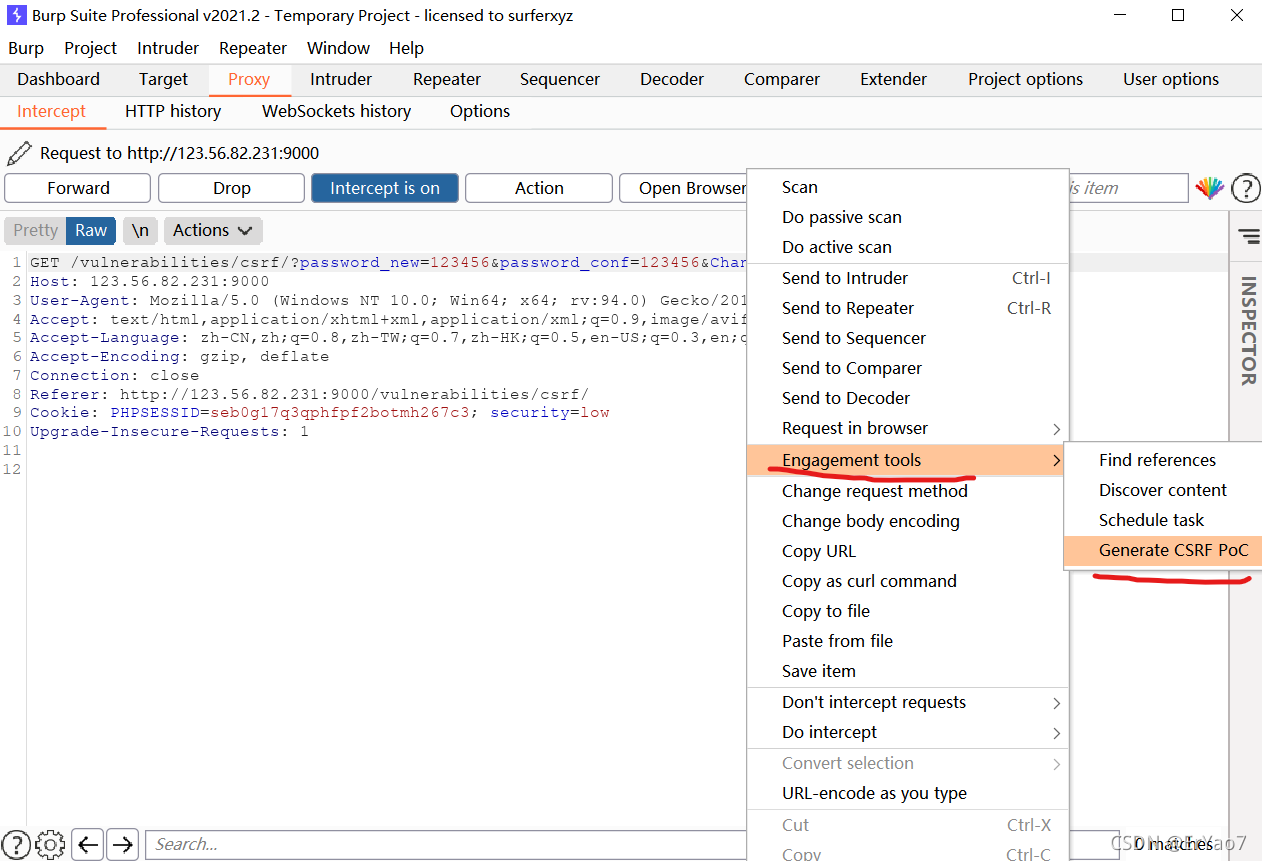 Burp Suite Professional v2021.2 - Temporary Project - licensed to surferxyz
Burp Project Intruder Repeater Window Help
Dashboard Target Proxy Intruder Repeater Sequencer Decoder Comparer Extender Project options User options
Intercept HTTP history WebSockets history Options
Request to http://123.56.82.231:9000
Forward Drop Intercept is on Action Open Browser is item ?
Pretty Raw \n Actions
INSPECTOR
1 GET /vulnerabilities/csrf/?password_new=123456&password_conf=123456&Chan
2 Host: 123.56.82.231:9000
3 User-Agent: Mozilla/5.0 (Windows NT 10.0; Win64; x64; rv:94.0) Gecko/201
4 Accept: text/html,application/xhtml+xml,application/xml;q=0.9,image/avif
5 Accept-Language: zh-CN,zh;q=0.8,zh-TW;q=0.7,zh-HK;q=0.5,en-US;q=0.3,en;q
6 Accept-Encoding: gzip, deflate
7 Connection: close
8 Referer: http://123.56.82.231:9000/vulnerabilities/csrf/
9 Cookie: PHPSESSID=seb0g17q3qphfpf2botmh267c3; security=low
10 Upgrade-Insecure-Requests: 1
11
12
Scan
Do passive scan
Do active scan
Send to Intruder Ctrl-I
Send to Repeater Ctrl-R
Send to Sequencer
Send to Comparer
Send to Decoder
Request in browser
Engagement tools
Change request method
Change body encoding
Copy URL
Copy as curl command
Copy to file
Paste from file
Save item
Don't intercept requests
Do intercept
Convert selection
URL-encode as you type
Cut Ctrl-X
Copy Ctrl-C
Find references
Discover content
Schedule task
Generate CSRF PoC
? Search... 0 matches